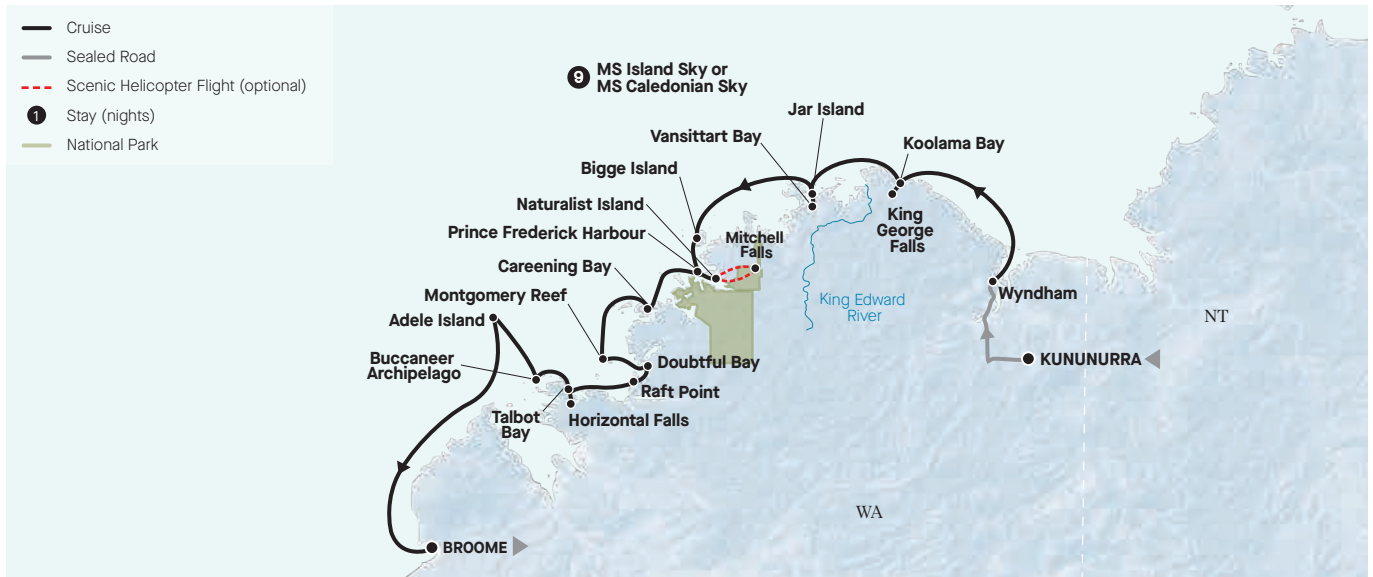 Cruise
Sealed Road
Scenic Helicopter Flight (optional)
1 Stay (nights)
National Park
9 MS Island Sky or
MS Caledonian Sky
Jar Island
Vansittart Bay
Koolama Bay
Bigge Island
Naturalist Island
King
George
Falls
Prince Frederick Harbour
Mitchell
Falls
Careening Bay
Montgomery Reef
King Edward
River
Wyndham
Adele Island
NT
Buccaneer
Archipelago
Doubtful Bay
KUNUNURRA
Raft Point
Talbot
Bay
Horizontal Falls
WA
BROOME